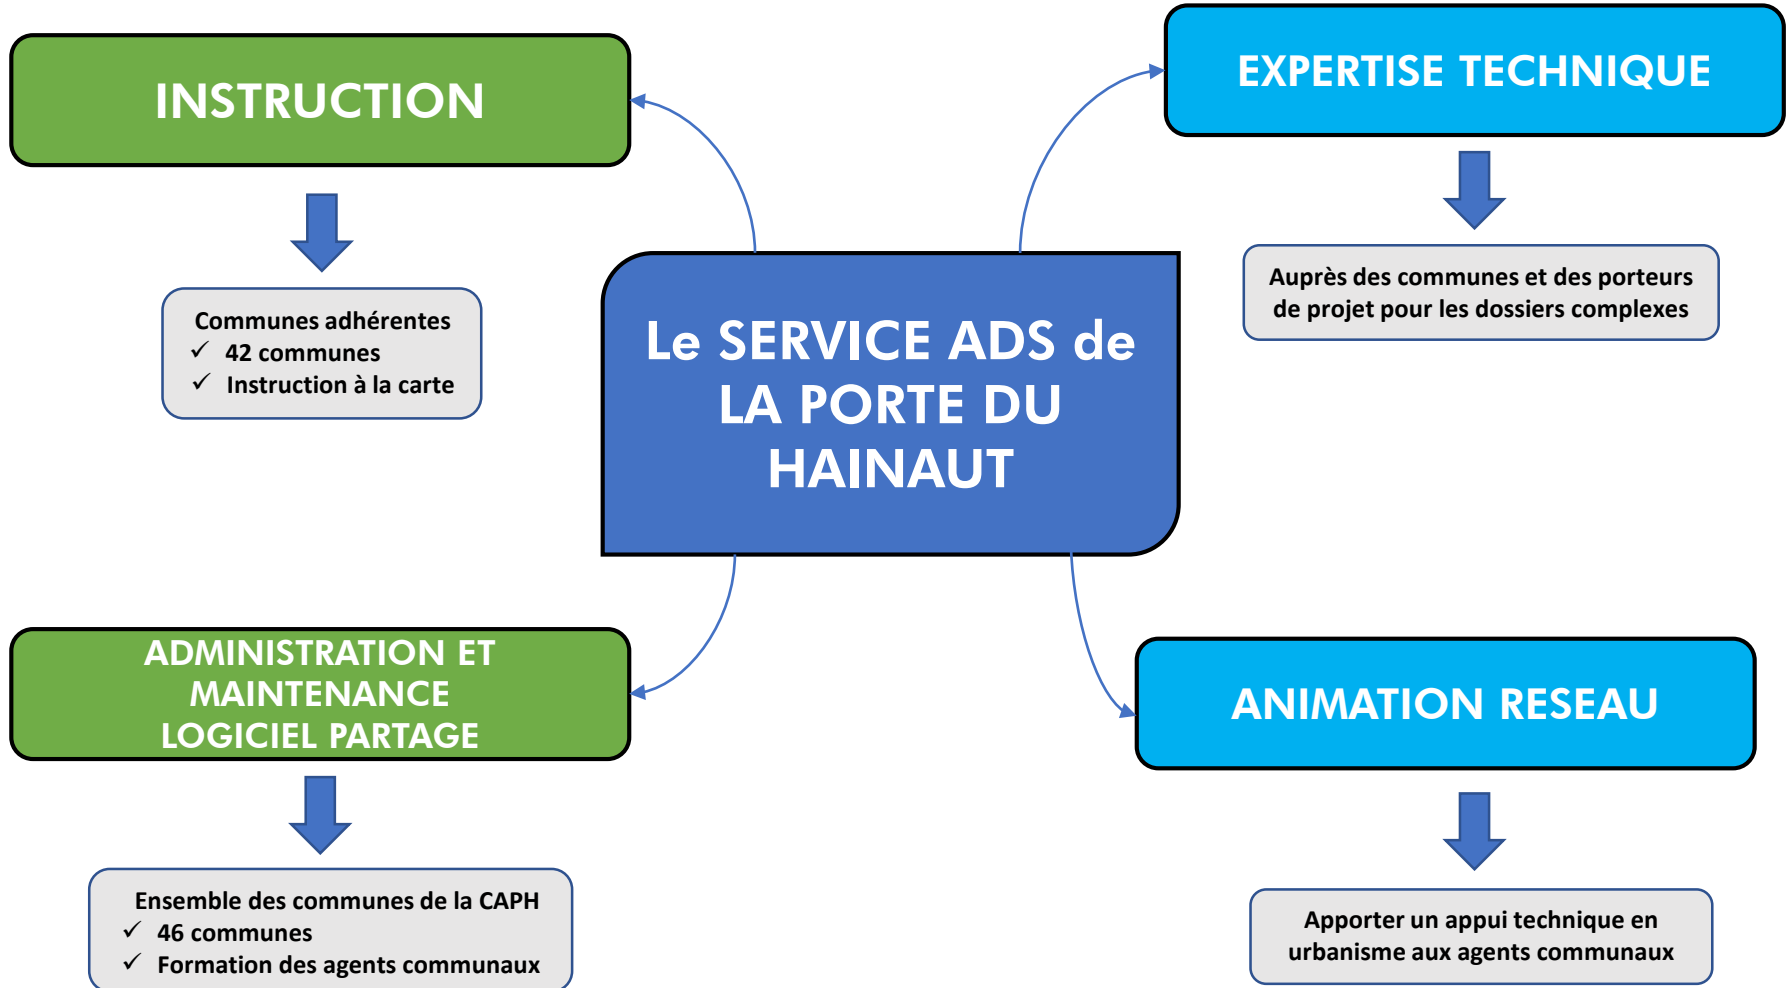 INSTRUCTION
Communes adhérentes
✓ 42 communes
✓ Instruction à la carte
EXPERTISE TECHNIQUE
Auprès des communes et des porteurs
de projet pour les dossiers complexes
Le SERVICE ADS de
LA PORTE DU
HAINAUT
ADMINISTRATION ET
MAINTENANCE
LOGICIEL PARTAGE
Ensemble des communes de la CAPH
✓ 46 communes
✓ Formation des agents communaux
ANIMATION RESEAU
Apporter un appui technique en
urbanisme aux agents communaux